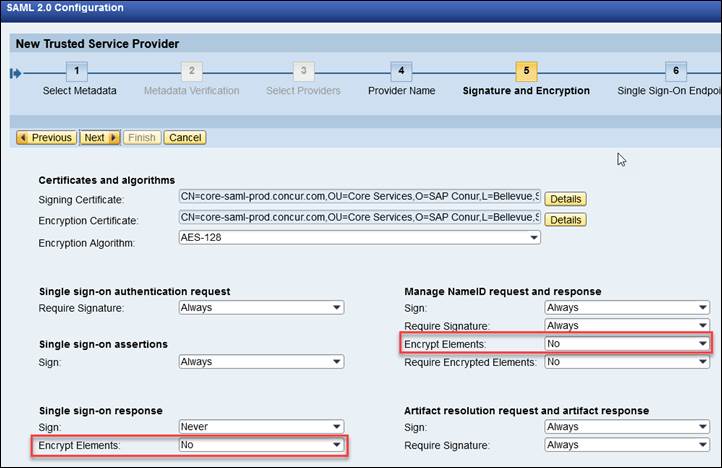 SAML 2.0 Configuration
New Trusted Service Provider
1 2 3 4 5 6
Select Metadata Metadata Verification Select Providers Provider Name Signature and Encryption Single Sign-On Endpoi
Previous Next Finish Cancel
Certificates and algorithms
Signing Certificate: CN=core-saml-prod.concur.com,OU=Core Services,O=SAP Conur,L=Bellevue,S Details
Encryption Certificate: CN=core-saml-prod.concur.com,OU=Core Services,O=SAP Conur,L=Bellevue,S Details
Encryption Algorithm: AES-128
Single sign-on authentication request
Require Signature: Always
Single sign-on assertions
Sign: Always
Single sign-on response
Sign: Never
Encrypt Elements: No
Manage NameID request and response
Sign: Always
Require Signature: Always
Encrypt Elements: No
Require Encrypted Elements: No
Artifact resolution request and artifact response
Sign: Always
Require Signature: Always